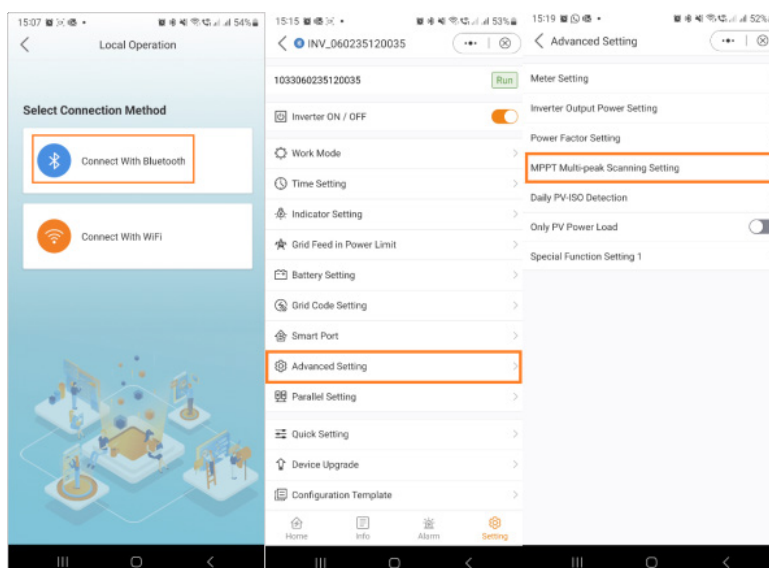 15:07 54%
Local Operation
Select Connection Method
Connect With Bluetooth
Connect With WiFi
15:15 53%
INV_060235120035
1033060235120035 Run
Inverter ON / OFF
Work Mode
Time Setting
Indicator Setting
Grid Feed in Power Limit
Battery Setting
Grid Code Setting
Smart Port
Advanced Setting
Parallel Setting
Quick Setting
Device Upgrade
Configuration Template
Home Info Alarm Setting
15:19 52%
Advanced Setting
Meter Setting
Inverter Output Power Setting
Power Factor Setting
MPPT Multi-peak Scanning Setting
Daily PV-ISO Detection
Only PV Power Load
Special Function Setting 1